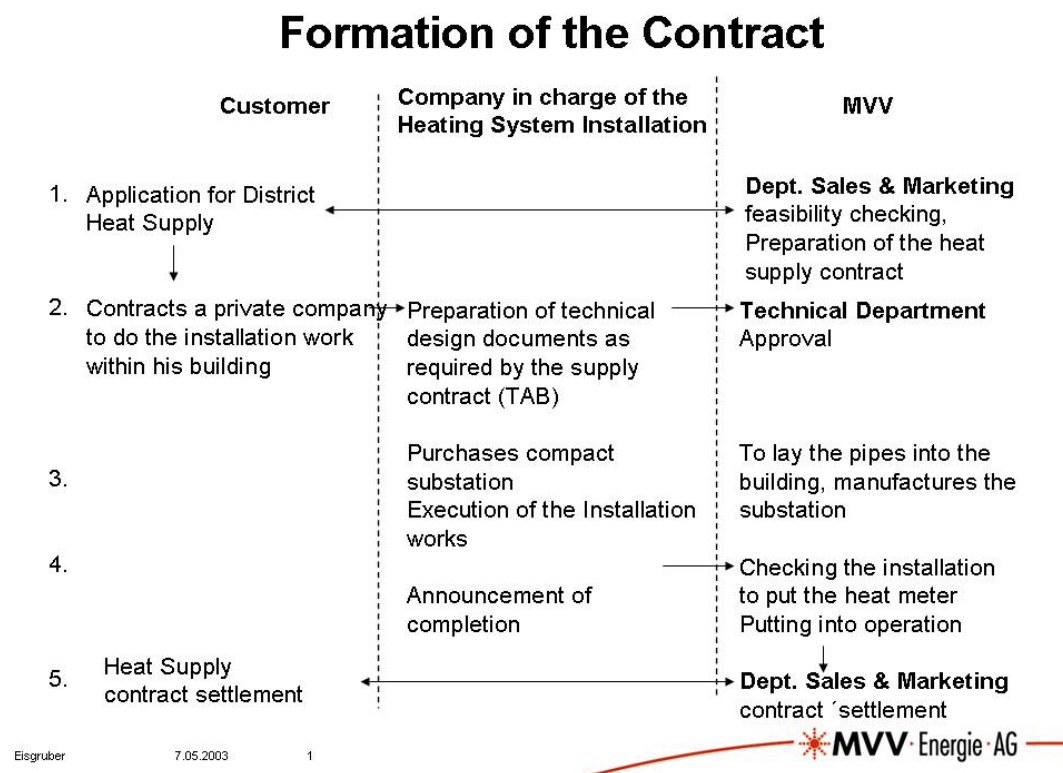 Formation of the Contract
Customer
Company in charge of the
Heating System Installation
MVV
1. Application for District
Heat Supply
Dept. Sales & Marketing
feasibility checking,
Preparation of the heat
supply contract
2. Contracts a private company
to do the installation work
within his building
Preparation of technical
design documents as
required by the supply
contract (TAB)
Technical Department
Approval
3.
Purchases compact
substation
Execution of the Installation
works
To lay the pipes into the
building, manufactures the
substation
4.
Announcement of
completion
Checking the installation
to put the heat meter
Putting into operation
5. Heat Supply
contract settlement
Dept. Sales & Marketing
contract ´settlement
Eisgruber 7.05.2003 1
MVV Energie AG